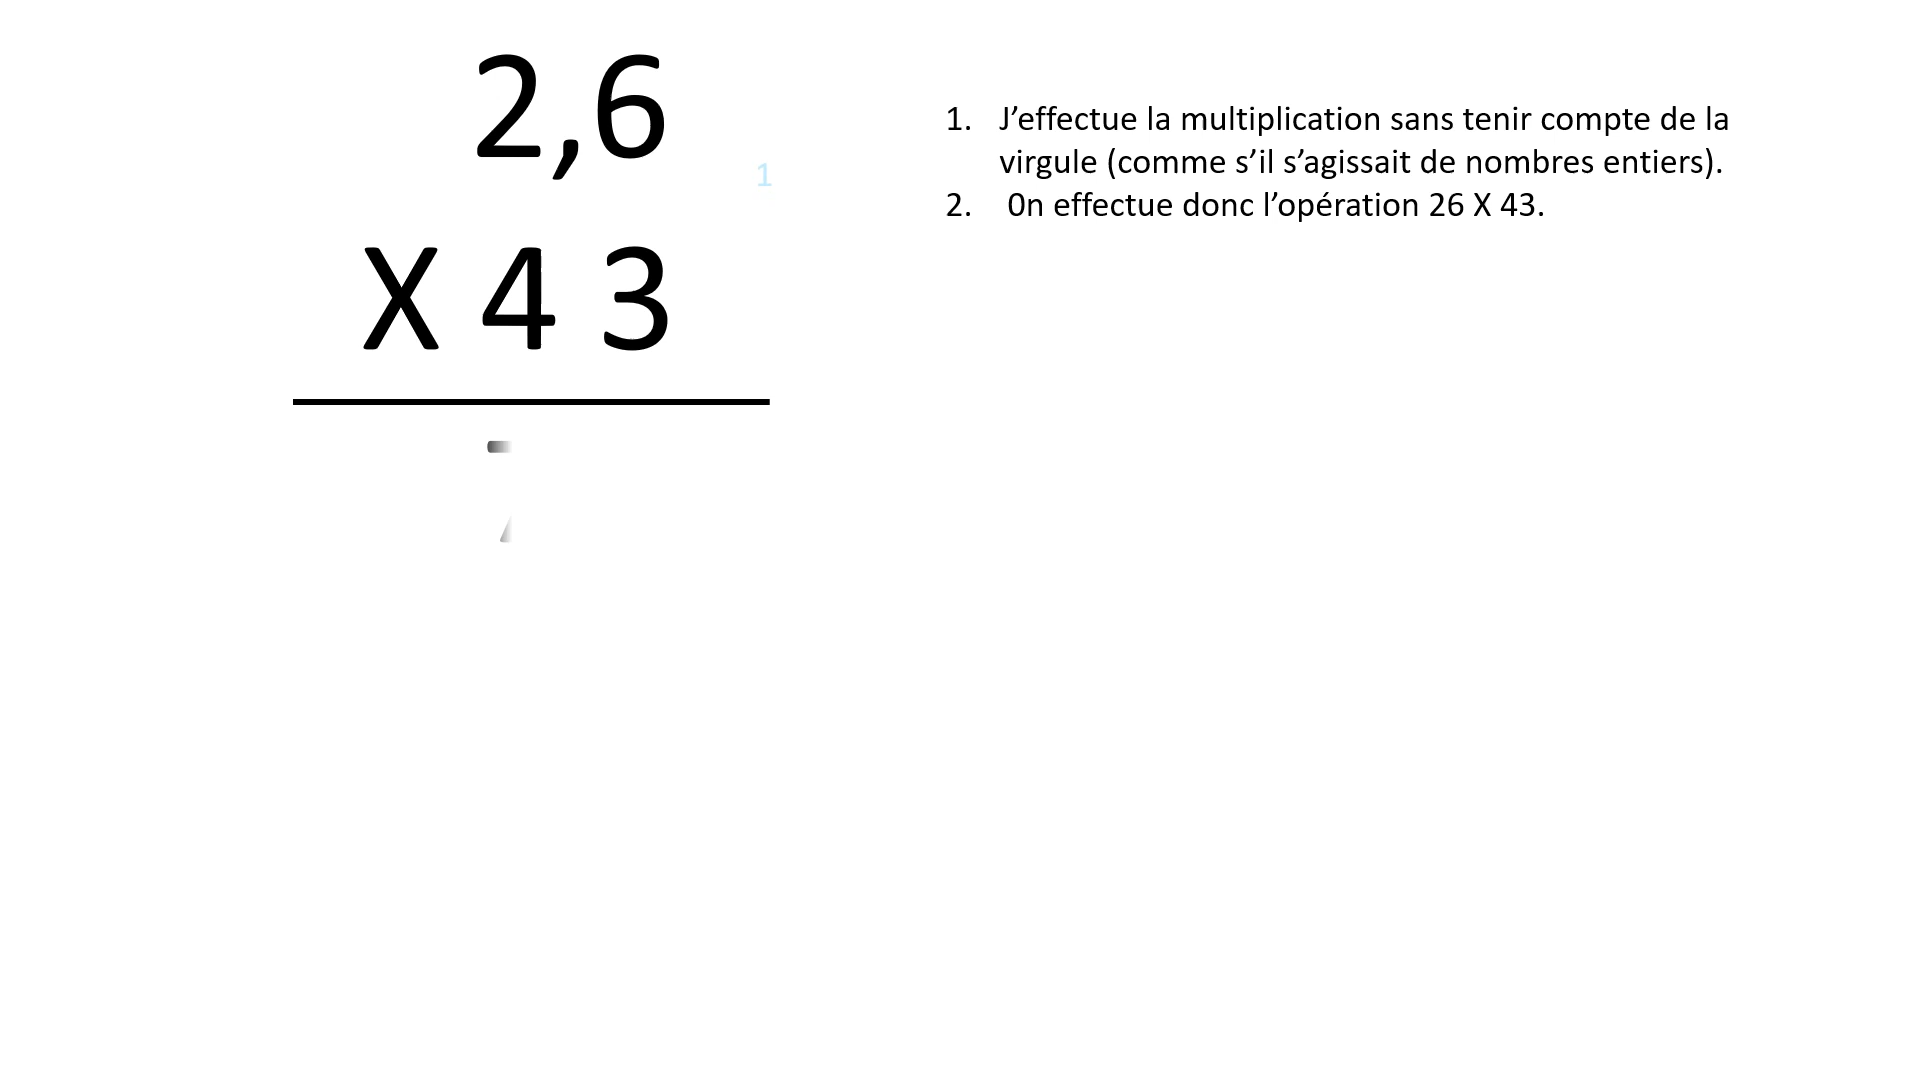 2,6
1
X 4 3
1. J’effectue la multiplication sans tenir compte de la
virgule (comme s’il s’agissait de nombres entiers).
2. 0n effectue donc l’opération 26 X 43.